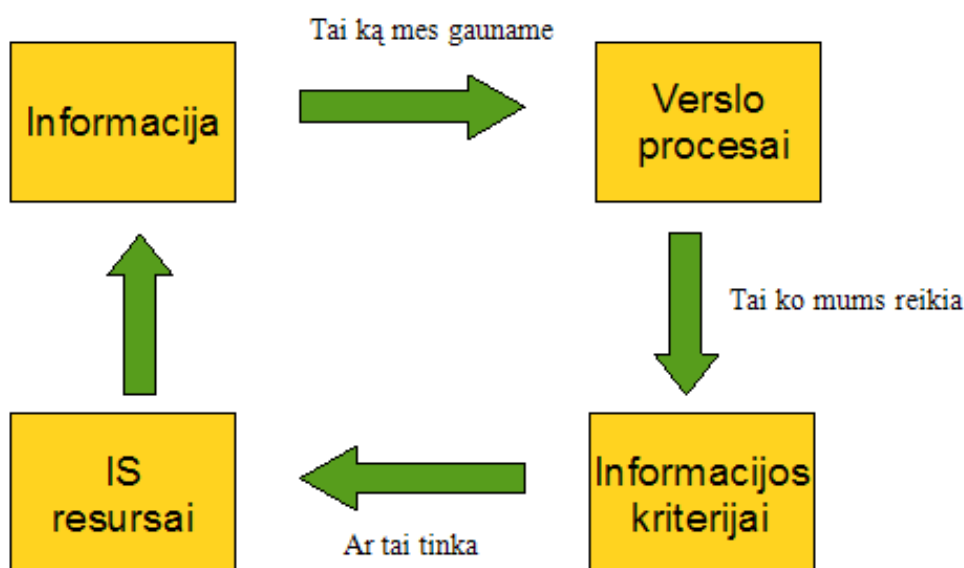 Tai ką mes gauname
Informacija
Verslo
procesai
Tai ko mums reikia
IS
resursai
Informacijos
kriterijai
Ar tai tinka